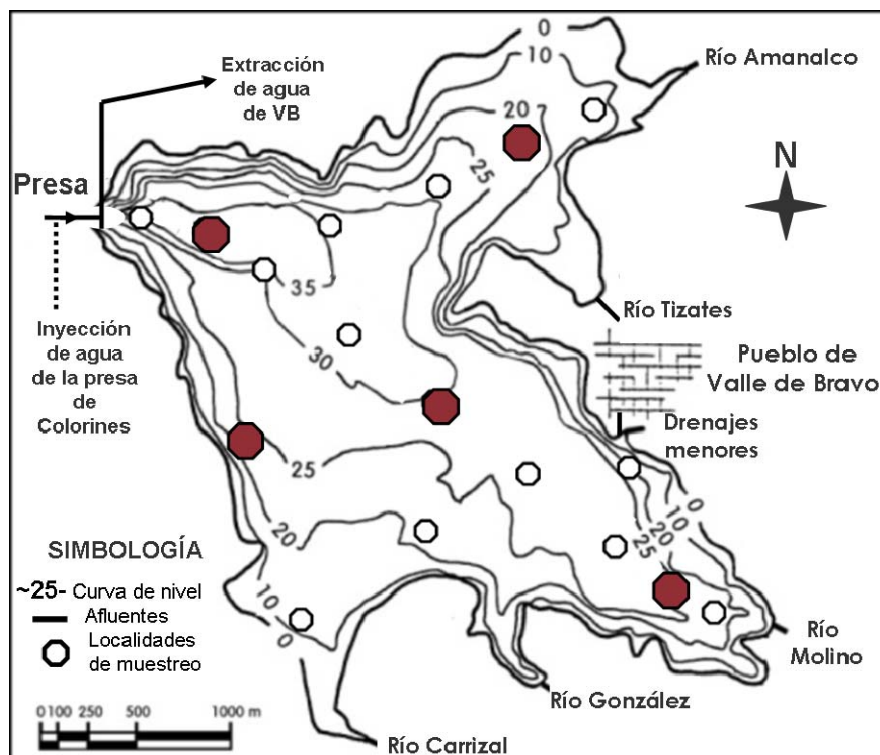 0
10
Río Amanalco
Extracción
de agua
de VB
20
25
N
Presa
35
Río Tizates
Inyección
de agua
de la presa
de
Colorines
30
Pueblo de
Valle de Bravo
Drenajes
menores
25
0
10
20
25
20
SIMBOLOGÍA
~25- Curva de nivel
Afluentes
Localidades
de muestreo
10
0
Río
Molino
Río González
0 100 250 500 1000 m
Río Carrizal